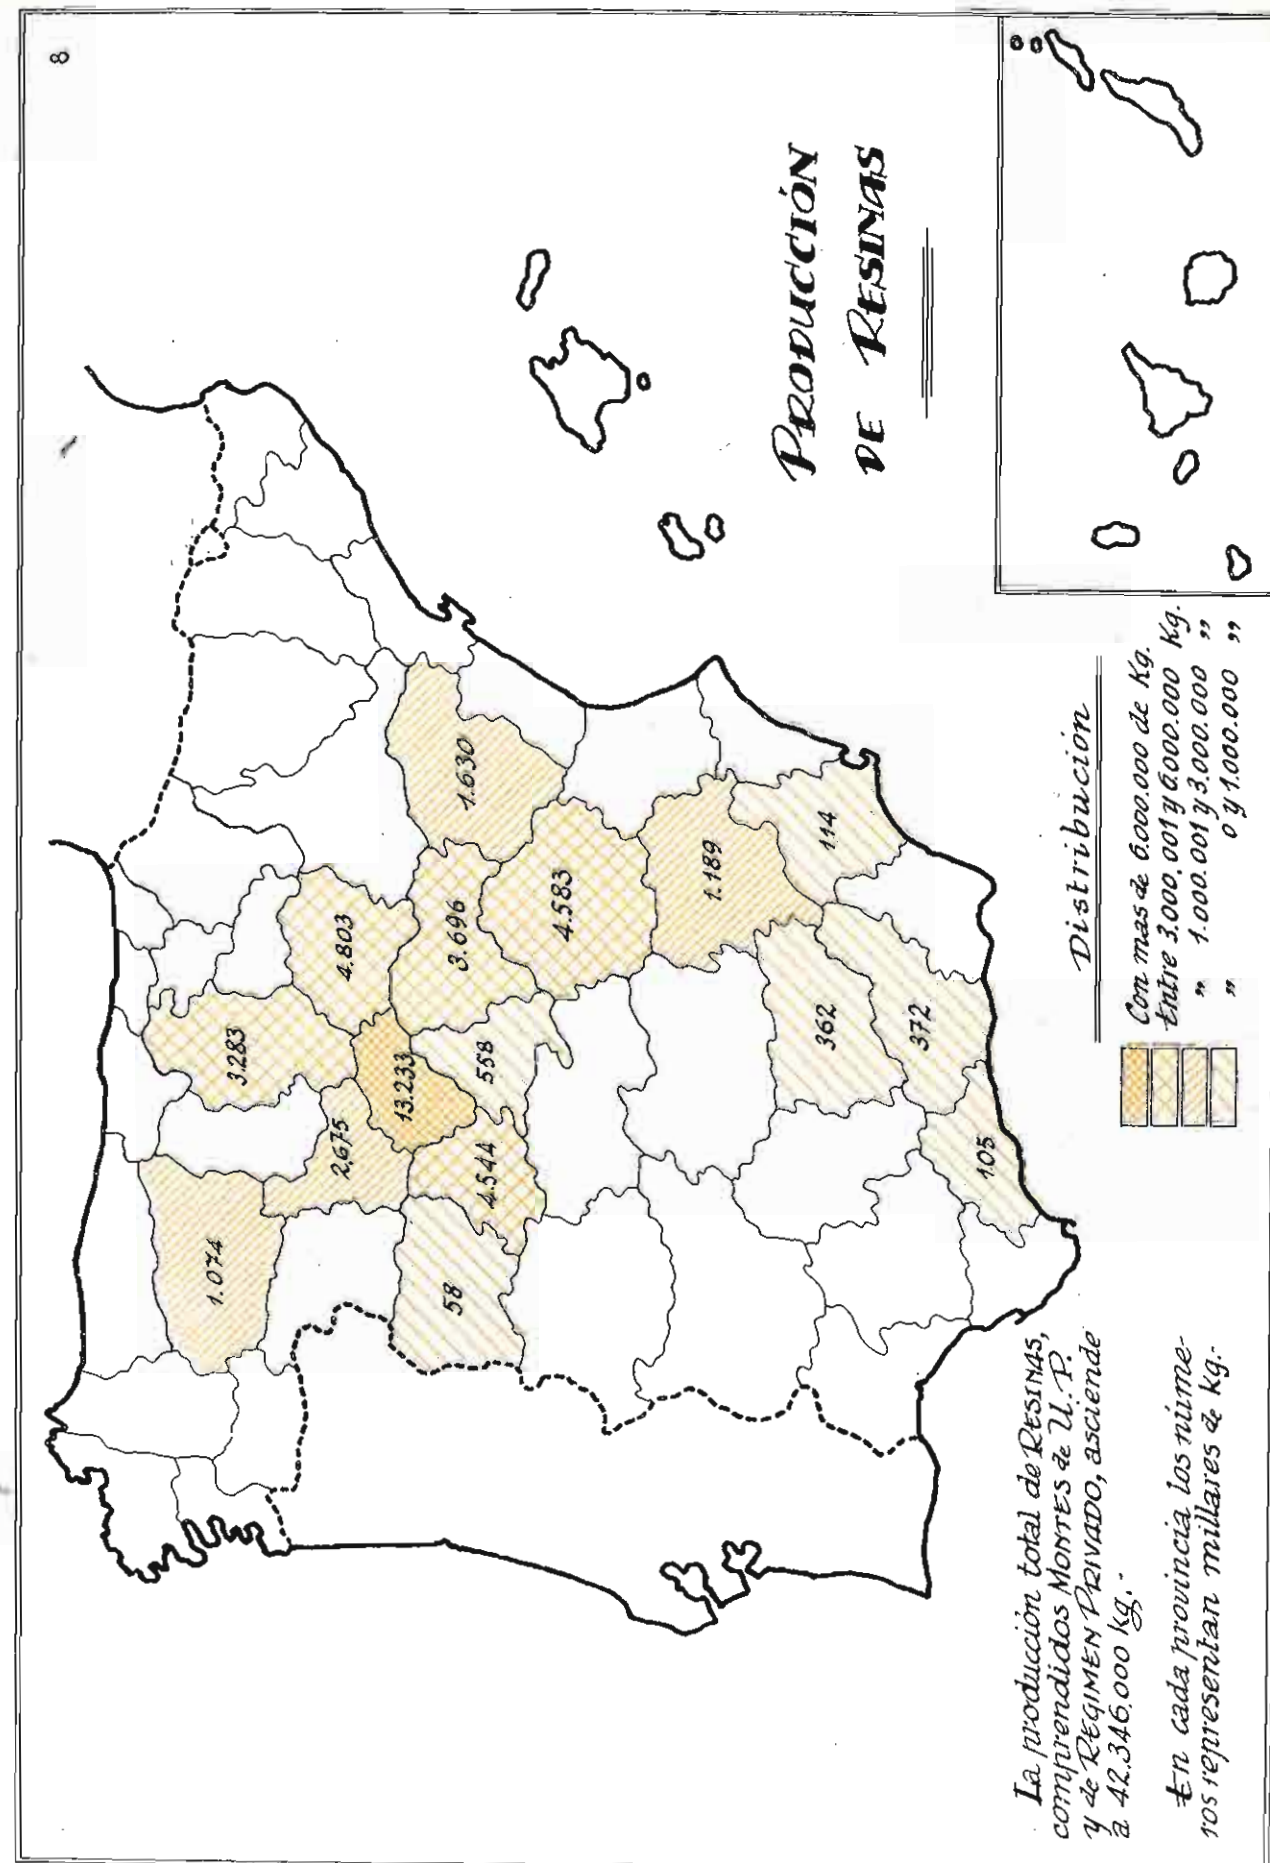 8
PRODUCCIÓN
DE RESINAS
1.074
3.283
4.803
2.675
13.233
3.696
1.630
58
4.544
558
4.583
1.189
114
362
372
105
Distribución
Con mas de 6.000.000 de Kg.
Entre 3.000.001 y 6.000.000 Kg.
„ 1.000.001 y 3.000.000 „
„ 0 y 1.000.000 „
La producción total de RESINAS,
comprendidos MONTES de U. P.
y de REGIMEN PRIVADO, asciende
a 42.346.000 kg.-
En cada provincia los núme-
ros representan millares de kg.-